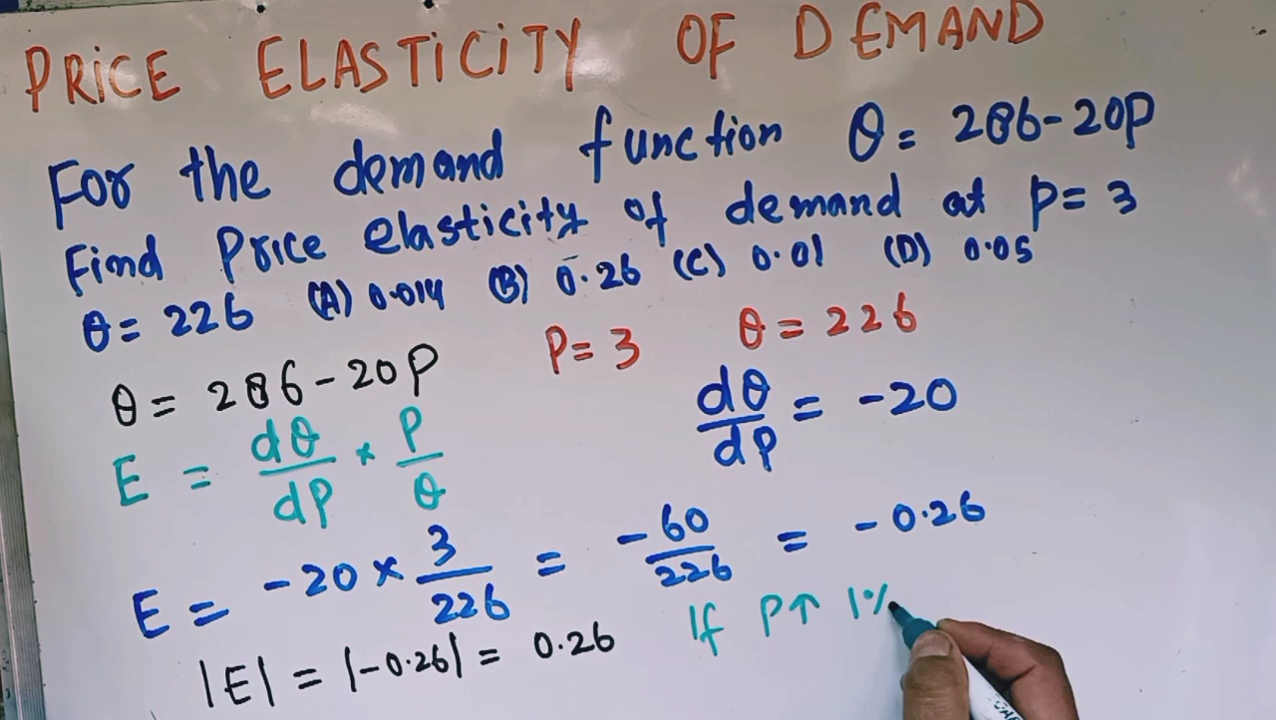 PRICE ELASTICITY OF DEMAND
For the demand function Q = 286-20P
Find Price elasticity of demand at P= 3
Q = 226 (A) 0.014 (B) 0.26 (C) 0.01 (D) 0.05
P= 3 Q = 226
Q = 286-20P
dQ/dP = -20
E = dQ/dP × P/Q
E = -20 × 3/226 = -60/226 = -0.26
|E| = |-0.26| = 0.26 If P↑ 1%